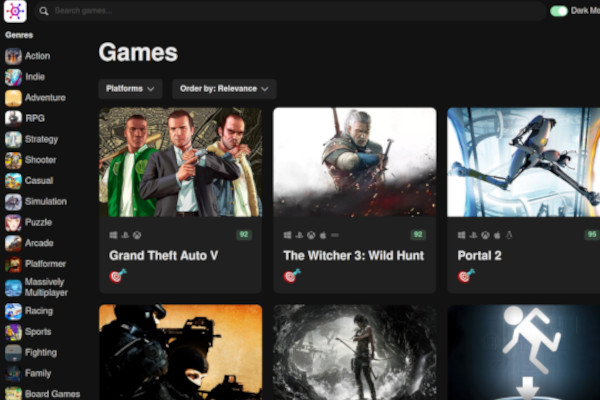 Search games...
Dark Mo
Genres
Action
Indie
Adventure
RPG
Strategy
Shooter
Casual
Simulation
Puzzle
Arcade
Platformer
Massively
Multiplayer
Racing
Sports
Fighting
Family
Board Games
Games
Platforms
Order by: Relevance
92
Grand Theft Auto V
92
The Witcher 3: Wild Hunt
95
Portal 2